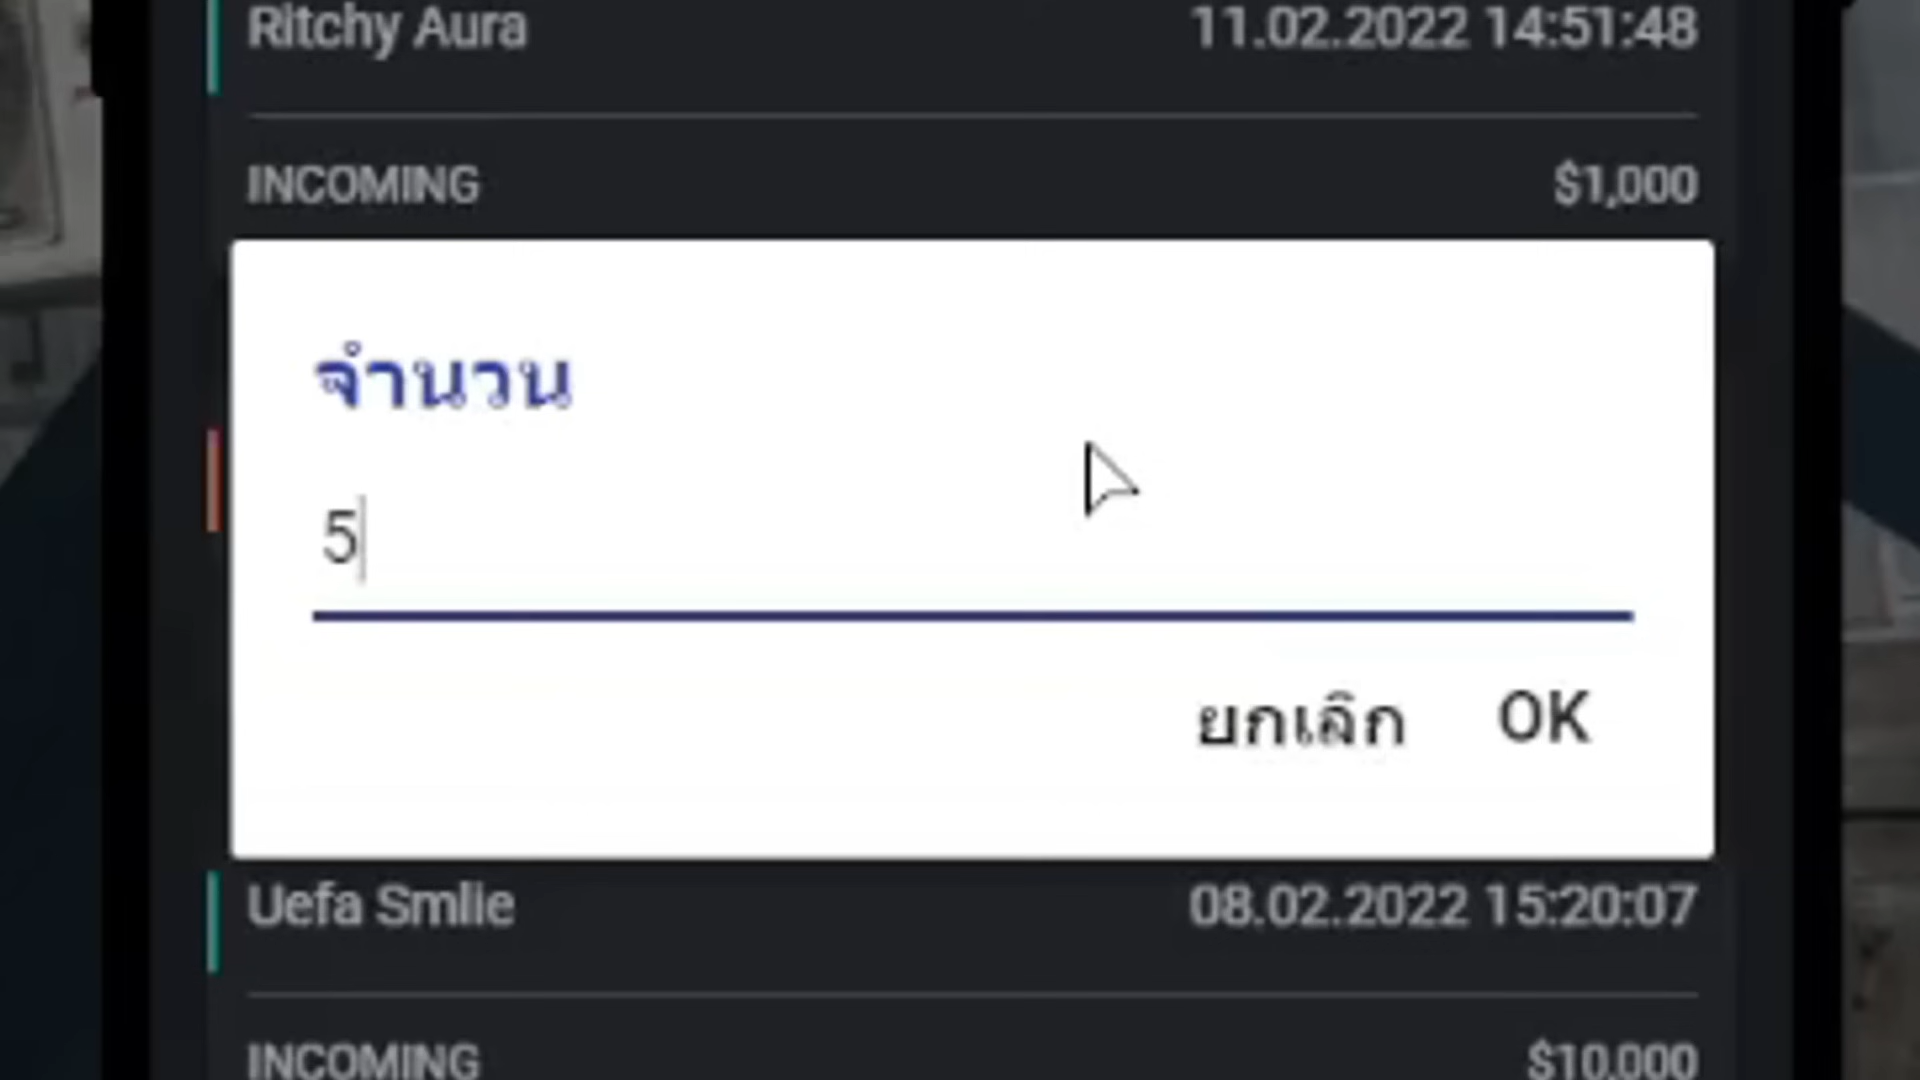 Ritchy Aura 11.02.2022 14:51:48
INCOMING $1,000
จำนวน
5
ยกเลิก OK
Uefa Smlie 08.02.2022 15:20:07
INCOMING $10,000